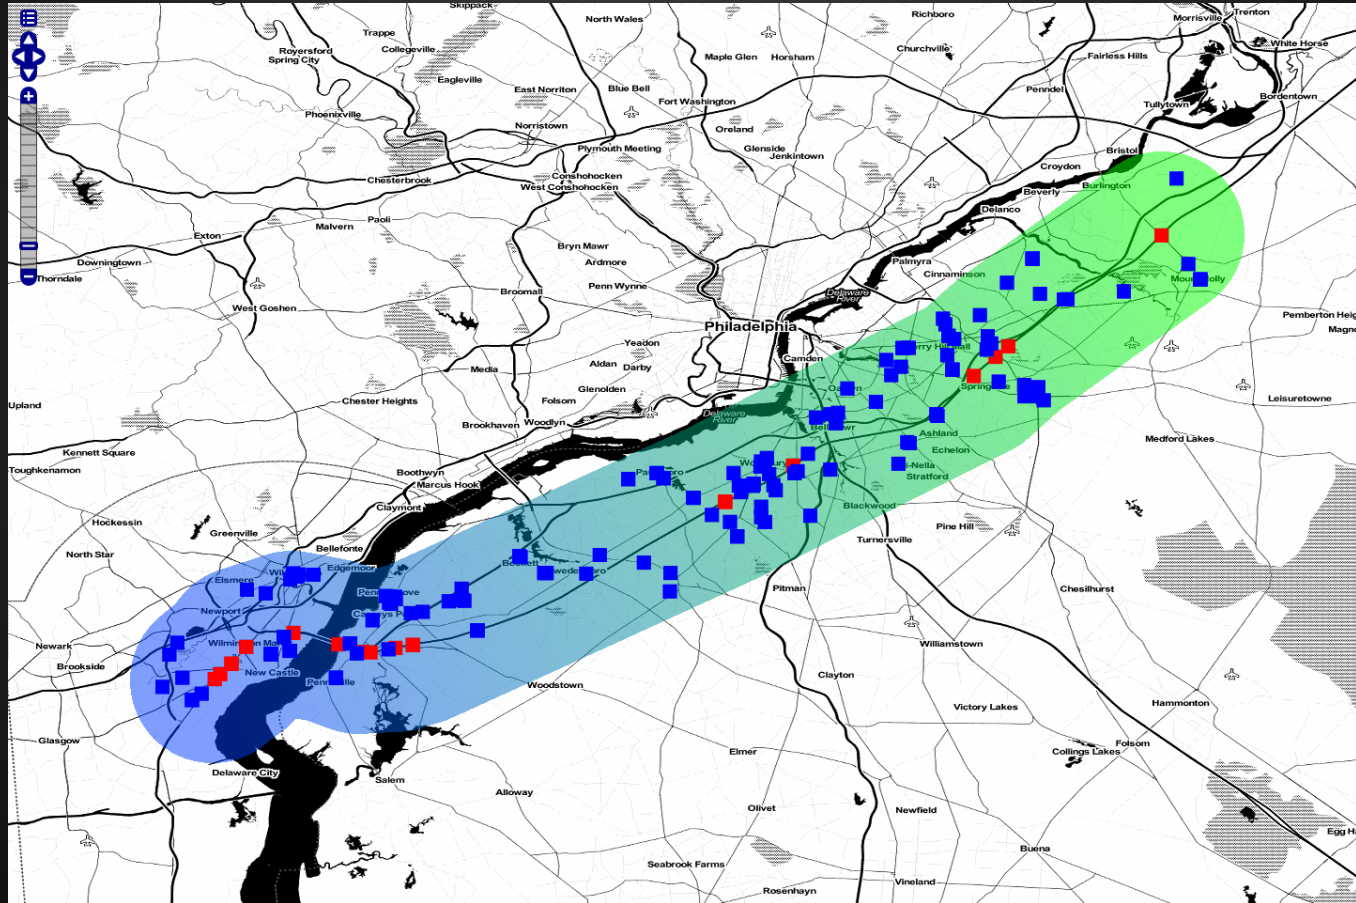 Skippack
Richboro
Trenton
Morrisville
North Wales
Trappe
White Horse
Royersford
Collegeville
Churchville
Spring City
Maple Glen
Horsham
Fairless Hills
Eagleville
East Norriton
Blue Bell
Penndel
Bordentown
Fort Washington
Tullytown
Phoenixville
Norristown
Oreland
Plymouth Meeting
Glenside
Bristol
Jenkintown
Croydon
Conshohocken
Chesterbrook
West Conshohocken
Burlington
Beverly
Delanco
Paoli
Malvern
Exton
Bryn Mawr
Downingtown
Ardmore
Palmyra
Cinnaminson
Thorndale
Penn Wynne
Broomall
Delaware
River
West Goshen
Pemberton Heig
Philadelphia
Magno
Yeadon
Camden
Aldan
Darby
Media
Glenolden
Chester Heights
Folsom
Leisuretowne
Upland
Delaware
River
Brookhaven
Woodlyn
Ashland
Medford Lakes
Kennett Square
Echelon
Toughkenamon
Boothwyn
Stratford
Marcus Hook
Claymont
Blackwood
Hockessin
Pine Hill
Greenville
Turnersville
Bellefonte
North Star
Edgemoor
Elsmere
Pitman
Chesilhurst
Newport
Newark
Williamstown
Brookside
New Castle
Clayton
Woodstown
Hammonton
Victory Lakes
Glasgow
Folsom
Elmer
Collings Lakes
Delaware City
Salem
Alloway
Olivet
Newfield
Egg Ha
Buena
Seabrook Farms
Vineland
Rosenhayn